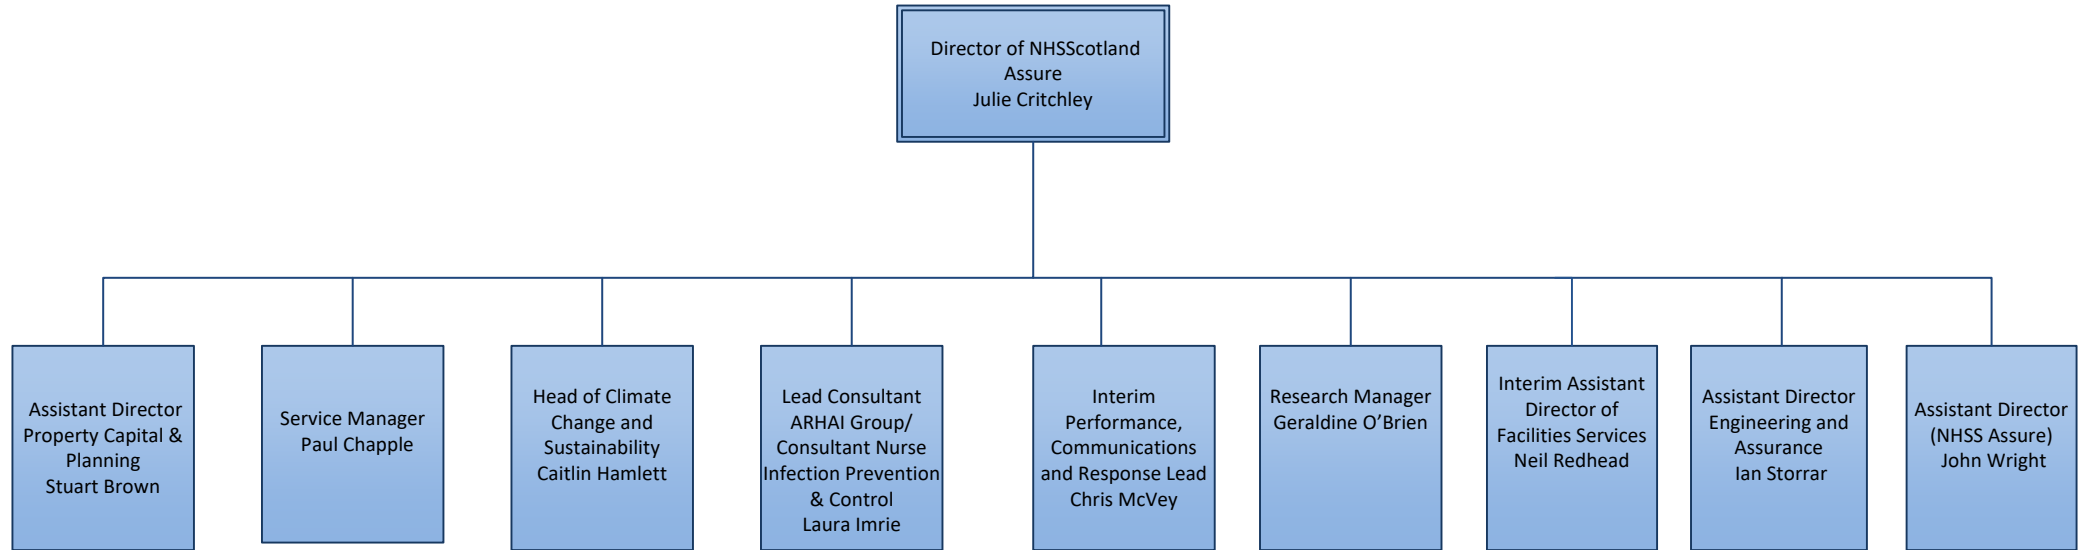 Director of NHSScotland
Assure
Julie Critchley
Assistant Director
Property Capital &
Planning
Stuart Brown
Service Manager
Paul Chapple
Head of Climate
Change and
Sustainability
Caitlin Hamlett
Lead Consultant
ARHAI Group/
Consultant Nurse
Infection Prevention
& Control
Laura Imrie
Interim
Performance,
Communications
and Response Lead
Chris McVey
Research Manager
Geraldine O’Brien
Interim Assistant
Director of
Facilities Services
Neil Redhead
Assistant Director
Engineering and
Assurance
Ian Storrar
Assistant Director
(NHSS Assure)
John Wright